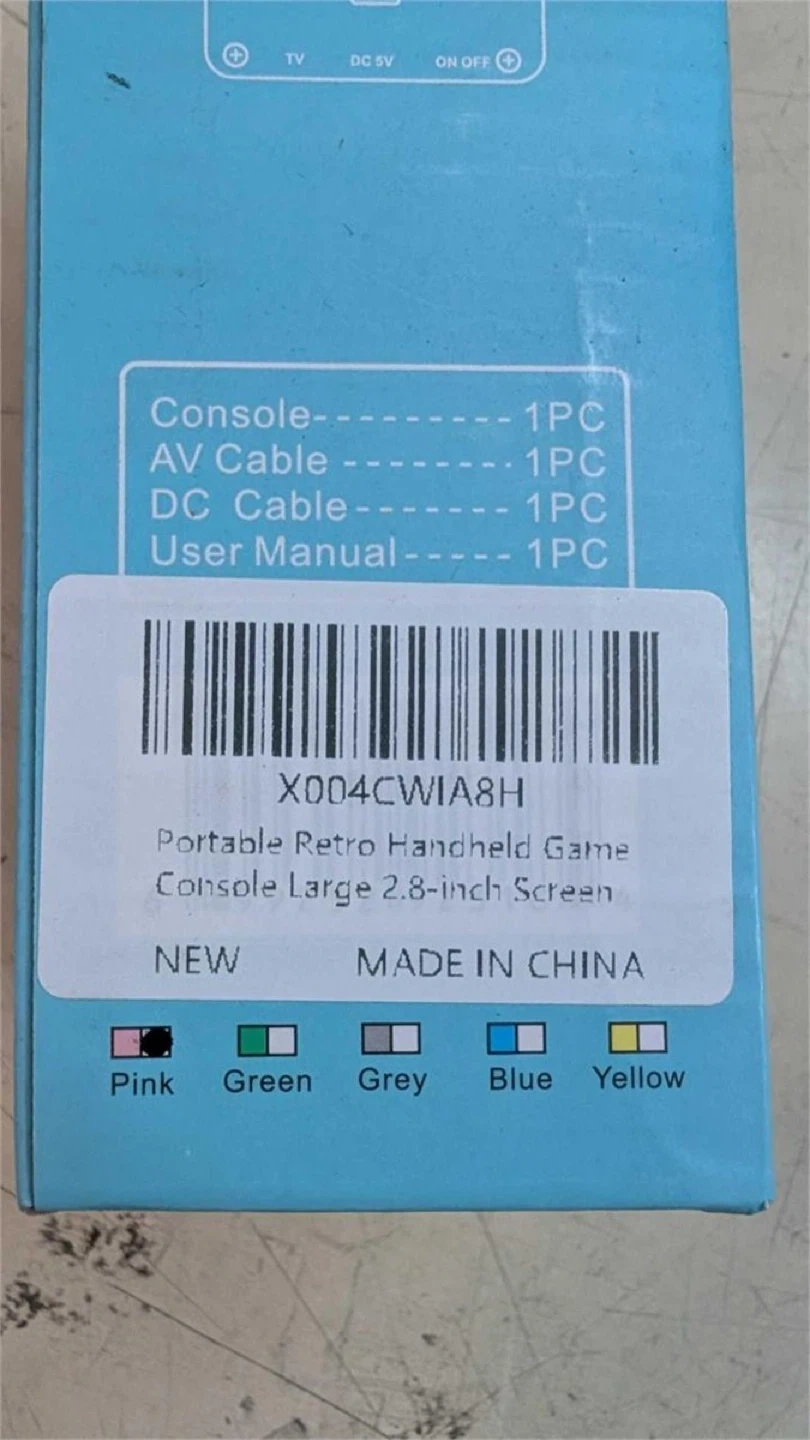 TV DC 5V ON OFF
Console--------- 1PC
AV Cable -------- 1PC
DC Cable------- 1PC
User Manual----- 1PC
X004CWIA8H
Portable Retro Handheld Game
Console Large 2.8-inch Screen
NEW MADE IN CHINA
Pink Green Grey Blue Yellow